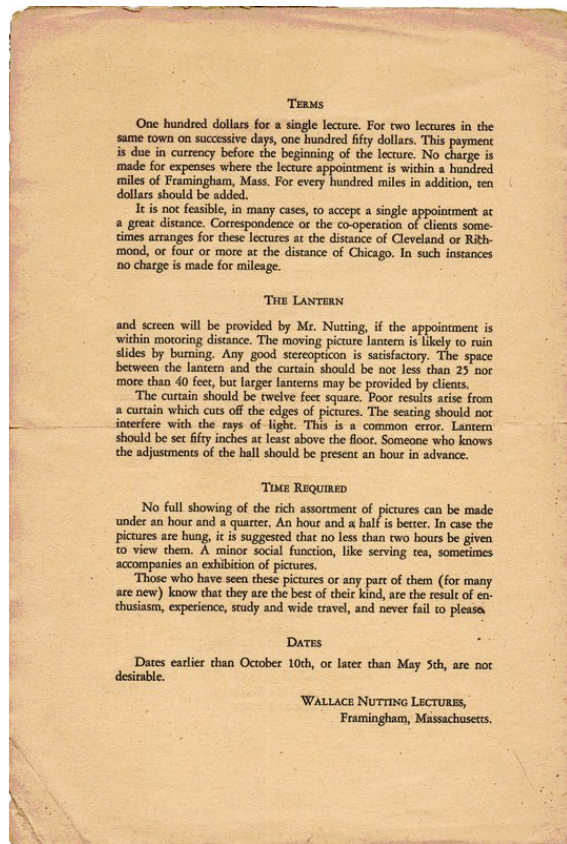 TERMS
One hundred dollars for a single lecture. For two lectures in the
same town on successive days, one hundred fifty dollars. This payment
is due in currency before the beginning of the lecture. No charge is
made for expenses where the lecture appointment is within a hundred
miles of Framingham, Mass. For every hundred miles in addition, ten
dollars should be added.
It is not feasible, in many cases, to accept a single appointment at
a great distance. Correspondence or the co-operation of clients some-
times arranges for these lectures at the distance of Cleveland or Rich-
mond, or four or more at the distance of Chicago. In such instances
no charge is made for mileage.
THE LANTERN
and screen will be provided by Mr. Nutting, if the appointment is
within motoring distance. The moving picture lantern is likely to ruin
slides by burning. Any good stereopticon is satisfactory. The space
between the lantern and the curtain should be not less than 25 nor
more than 40 feet, but larger lanterns may be provided by clients.
The curtain should be twelve feet square. Poor results arise from
a curtain which cuts off the edges of pictures. The seating should not
interfere with the rays of light. This is a common error. Lantern
should be set fifty inches at least above the floor. Someone who knows
the adjustments of the hall should be present an hour in advance.
TIME REQUIRED
No full showing of the rich assortment of pictures can be made
under an hour and a quarter. An hour and a half is better. In case the
pictures are hung, it is suggested that no less than two hours be given
to view them. A minor social function, like serving tea, sometimes
accompanies an exhibition of pictures.
Those who have seen these pictures or any part of them (for many
are new) know that they are the best of their kind, are the result of en-
thusiasm, experience, study and wide travel, and never fail to please.
DATES
Dates earlier than October 10th, or later than May 5th, are not
desirable.
WALLACE NUTTING LECTURES,
Framingham, Massachusetts.